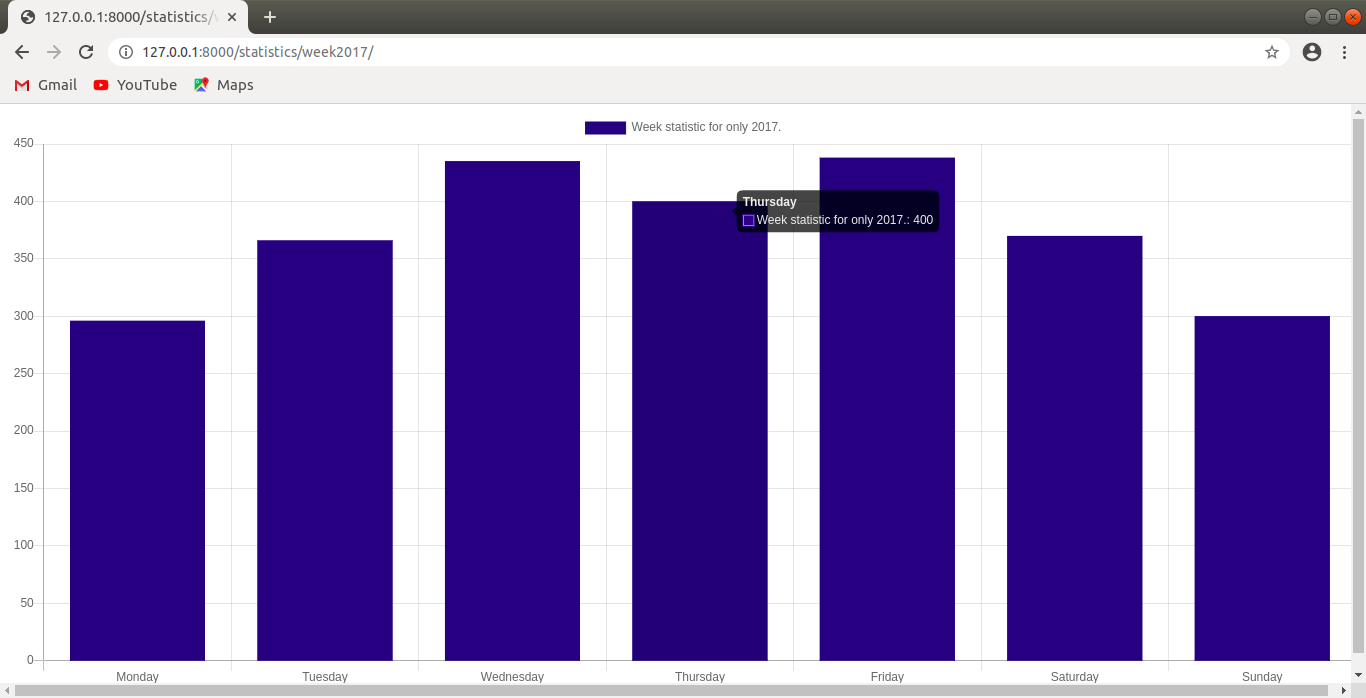 127.0.0.1:8000/statistics/
127.0.0.1:8000/statistics/week2017/
Gmail YouTube Maps
Week statistic for only 2017.
450
400
350
300
250
200
150
100
50
0
Thursday
Week statistic for only 2017.: 400
Monday Tuesday Wednesday Thursday Friday Saturday Sunday